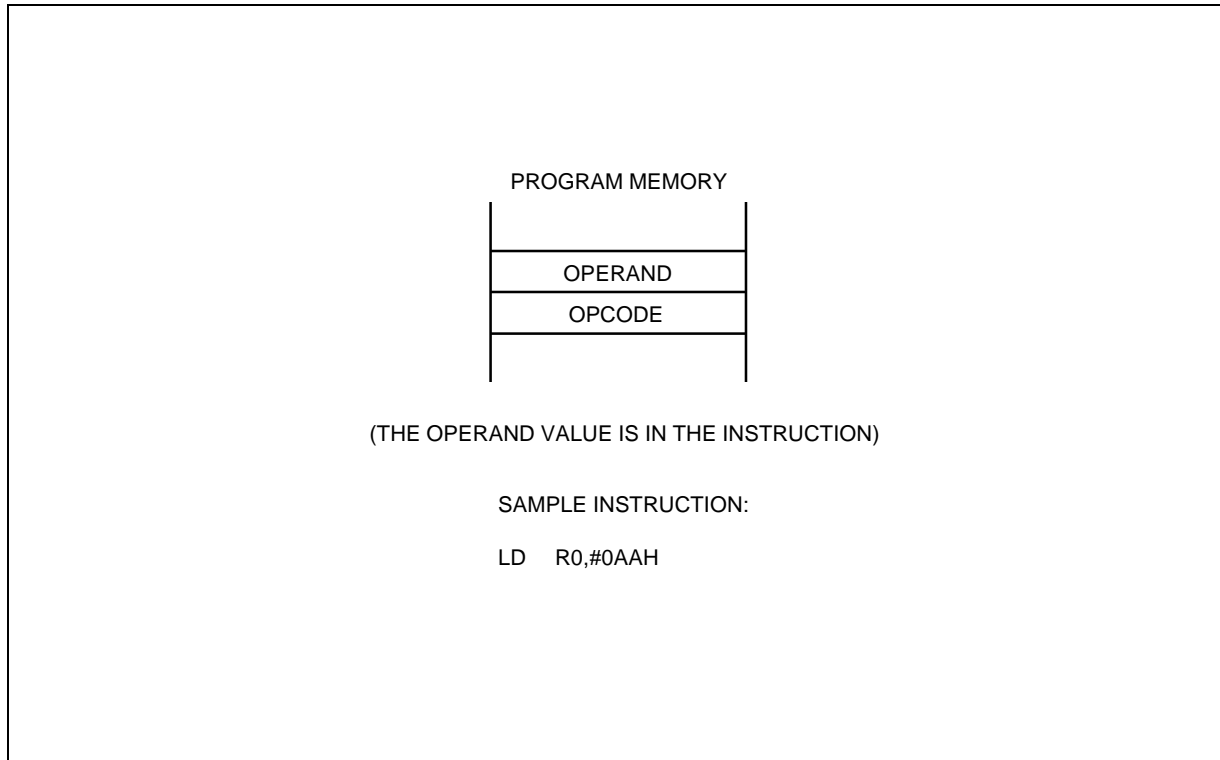 PROGRAM MEMORY
OPERAND
OPCODE
(THE OPERAND VALUE IS IN THE INSTRUCTION)
SAMPLE INSTRUCTION:
LD R0,#0AAH